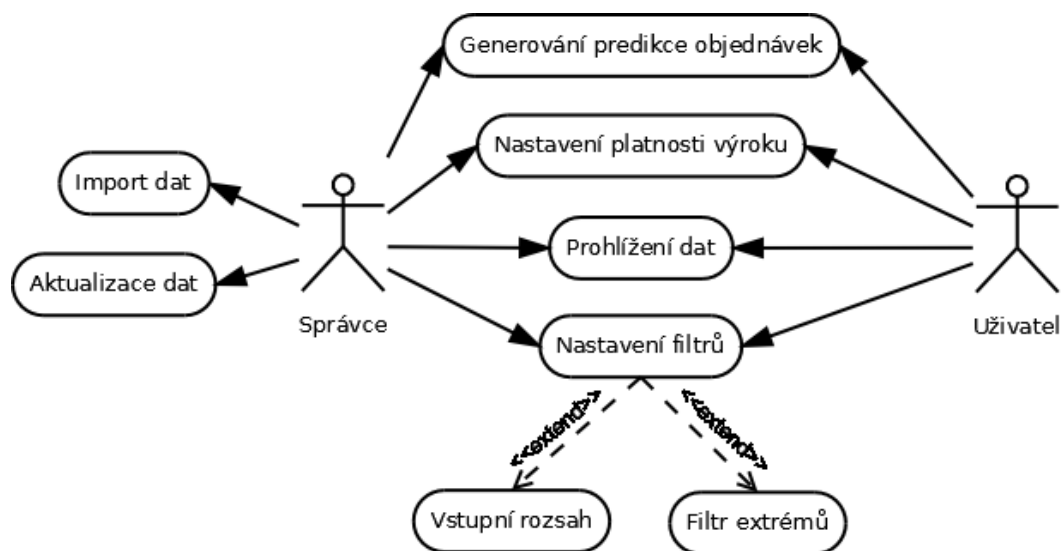 Generování predikce objednávek
Nastavení platnosti výroku
Import dat
Prohlížení dat
Aktualizace dat
Správce
Uživatel
Nastavení filtrů
<<extend>>
<<extend>>
Vstupní rozsah
Filtr extrémů